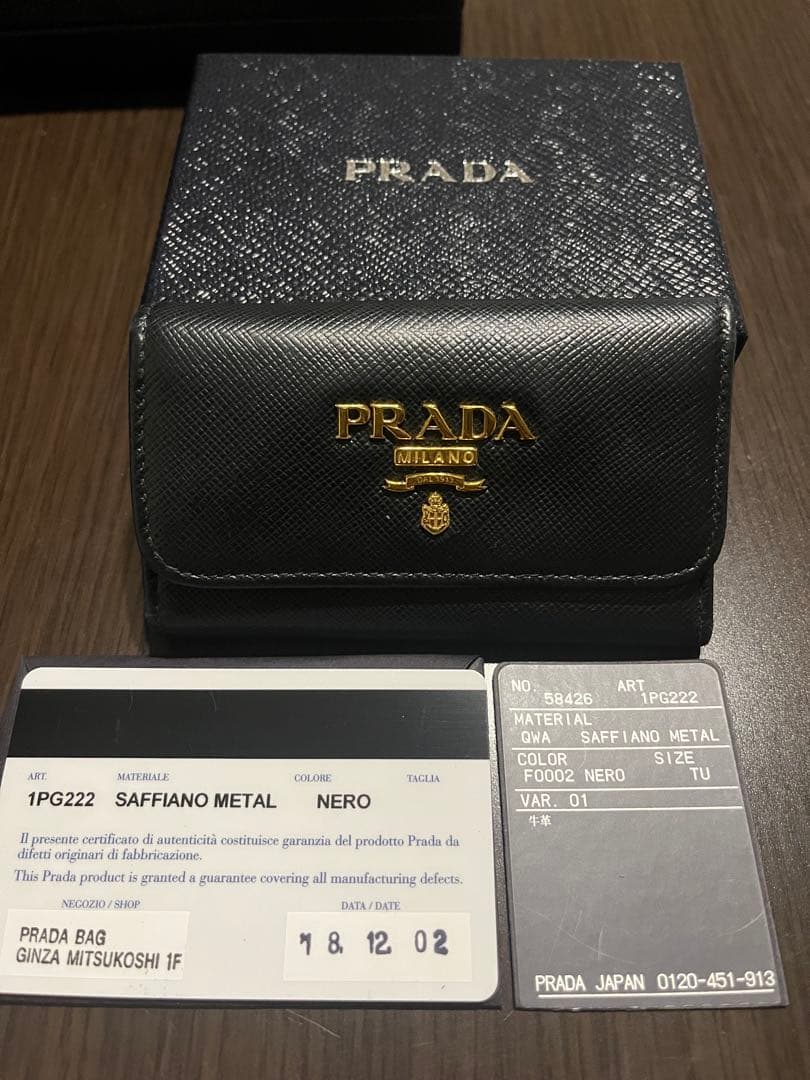 PRADA
PRADA
MILANO
DAL 1913
ART. MATERIALE COLORE TAGLIA
1PG222 SAFFIANO METAL NERO
Il presente certificato di autenticità costituisce garanzia del prodotto Prada da
difetti originari di fabbricazione.
This Prada product is granted a guarantee covering all manufacturing defects.
NEGOZIO / SHOP DATA / DATE
PRADA BAG
GINZA MITSUKOSHI 1F
18. 12 02
NO. ART
58426 1PG222
MATERIAL
QWA SAFFIANO METAL
COLOR SIZE
F0002 NERO TU
VAR. 01
牛革
PRADA JAPAN 0120-451-913